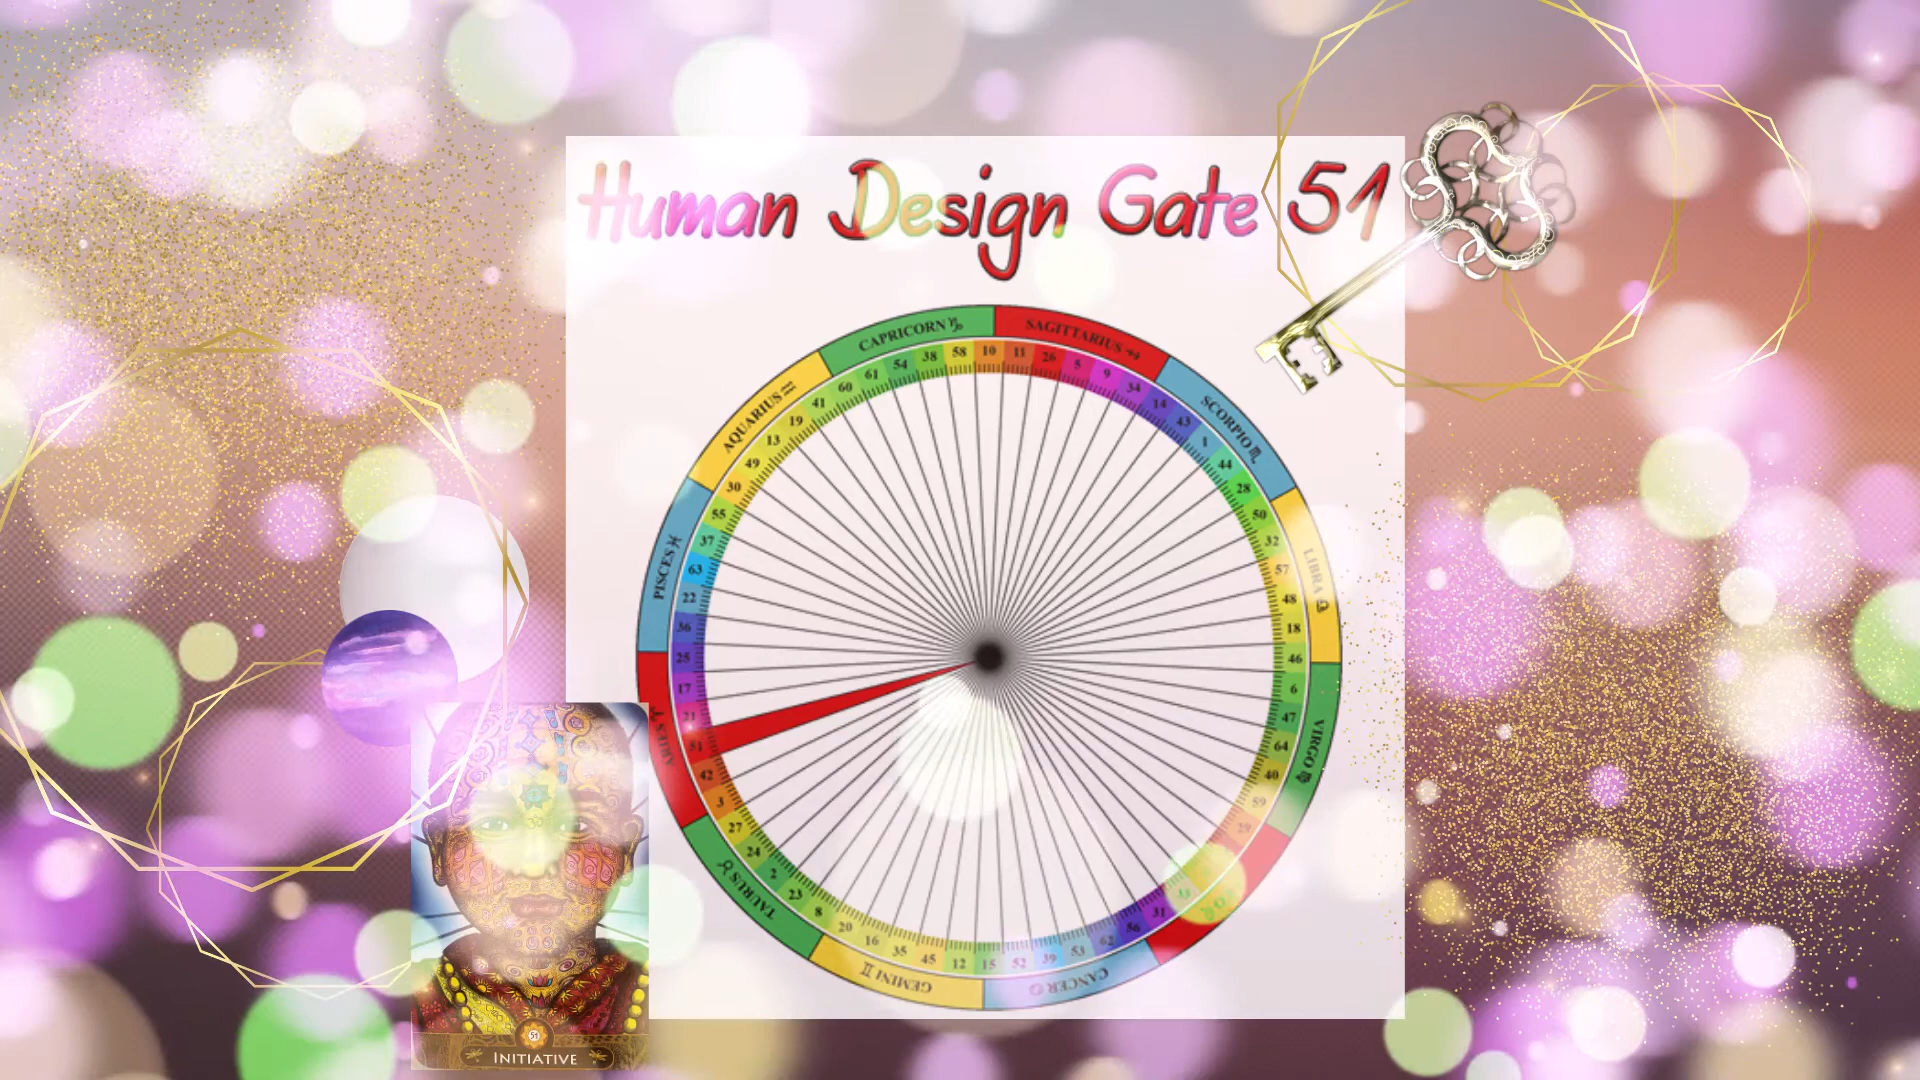 Human Design Gate 51
CAPRICORN ♑
SAGITTARIUS ♐
SCORPIO ♏
LIBRA ♎
VIRGO ♍
CANCER ♋
GEMINI ♊
TAURUS ♉
ARIES ♈
PISCES ♓
AQUARIUS ♒
10 11 26 5 9 34 14 43 1 44 28 50 32 57 48 18 46 6 47 64 40 59 29
31 56 62 53 39 52 15 12 45 35 16 20 8 23 2 24 27 3 42 51 21 17 25 36 22 63 37 55 30 49 13 19 41 60 61 54 38 58
51
INITIATIVE